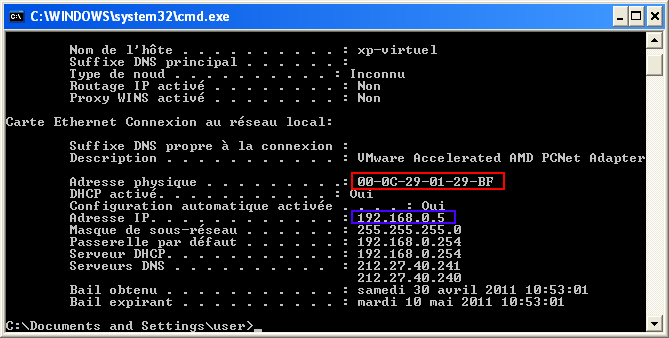 C:\WINDOWS\system32\cmd.exe
Nom de l'hôte . . . . . . . . . . : xp-virtuel
Suffixe DNS principal . . . . . . :
Type de noud . . . . . . . . . . : Inconnu
Routage IP activé . . . . . . . . : Non
Proxy WINS activé . . . . . . . . : Non
Carte Ethernet Connexion au réseau local:
Suffixe DNS propre à la connexion :
Description . . . . . . . . . . . : VMware Accelerated AMD PCNet Adapter
Adresse physique . . . . . . . . .: 00-0C-29-01-29-BF
DHCP activé. . . . . . . . . . . : Oui
Configuration automatique activée . . . . : Oui
Adresse IP. . . . . . . . . . . . : 192.168.0.5
Masque de sous-réseau . . . . . . : 255.255.255.0
Passerelle par défaut . . . . . . : 192.168.0.254
Serveur DHCP. . . . . . . . . . . : 192.168.0.254
Serveurs DNS . . . . . . . . . . : 212.27.40.241
212.27.40.240
Bail obtenu . . . . . . . . . . . : samedi 30 avril 2011 10:53:01
Bail expirant . . . . . . . . . . : mardi 10 mai 2011 10:53:01
C:\Documents and Settings\user>_